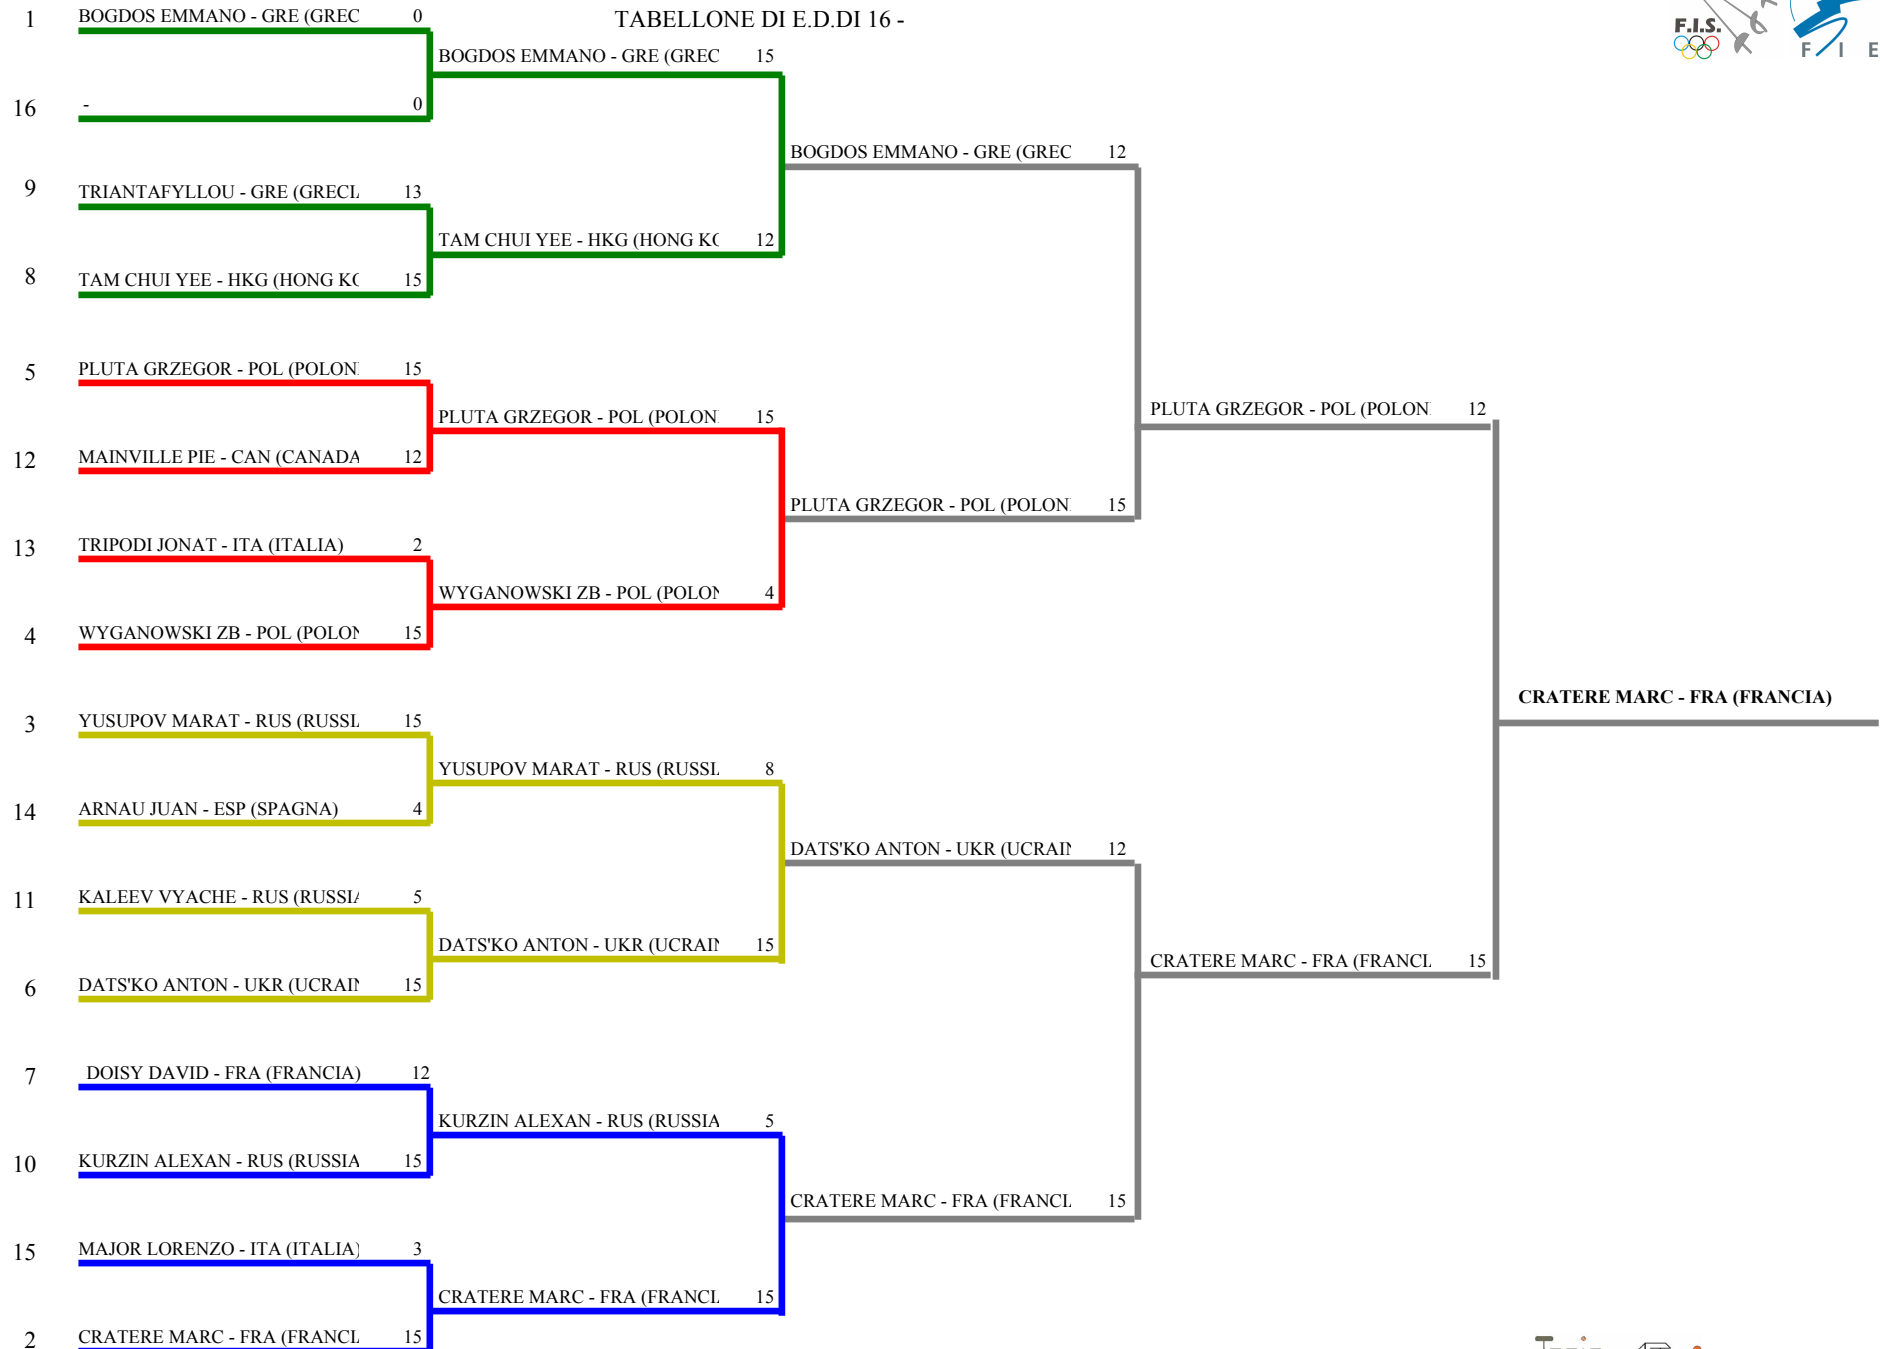 TABELLONE DI E.D.DI 16 -
F.I.S.
F I E
1 BOGDOS EMMANO - GRE (GREC 0
BOGDOS EMMANO - GRE (GREC 15
16 - 0
BOGDOS EMMANO - GRE (GREC 12
9 TRIANTAFYLLOU - GRE (GRECI 13
TAM CHUI YEE - HKG (HONG KO 12
8 TAM CHUI YEE - HKG (HONG KO 15
5 PLUTA GRZEGOR - POL (POLON 15
PLUTA GRZEGOR - POL (POLON 12
PLUTA GRZEGOR - POL (POLON 15
12 MAINVILLE PIE - CAN (CANADA 12
PLUTA GRZEGOR - POL (POLON 15
13 TRIPODI JONAT - ITA (ITALIA) 2
WYGANOWSKI ZB - POL (POLON 4
4 WYGANOWSKI ZB - POL (POLON 15
CRATERE MARC - FRA (FRANCIA)
3 YUSUPOV MARAT - RUS (RUSSI 15
YUSUPOV MARAT - RUS (RUSSI 8
14 ARNAU JUAN - ESP (SPAGNA) 4
DATS'KO ANTON - UKR (UCRAIN 12
11 KALEEV VYACHE - RUS (RUSSIA 5
DATS'KO ANTON - UKR (UCRAIN 15
CRATERE MARC - FRA (FRANCI 15
6 DATS'KO ANTON - UKR (UCRAIN 15
7 DOISY DAVID - FRA (FRANCIA) 12
KURZIN ALEXAN - RUS (RUSSIA 5
10 KURZIN ALEXAN - RUS (RUSSIA 15
CRATERE MARC - FRA (FRANCI 15
15 MAJOR LORENZO - ITA (ITALIA) 3
CRATERE MARC - FRA (FRANCI 15
2 CRATERE MARC - FRA (FRANCI 15